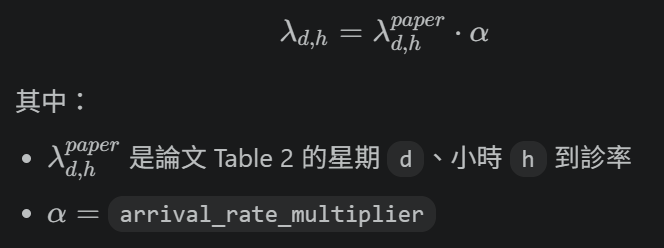 λ_{d,h} = λ_{d,h}^{paper} · α
其中：
• λ_{d,h}^{paper} 是論文 Table 2 的星期 d、小時 h 到診率
• α = arrival_rate_multiplier